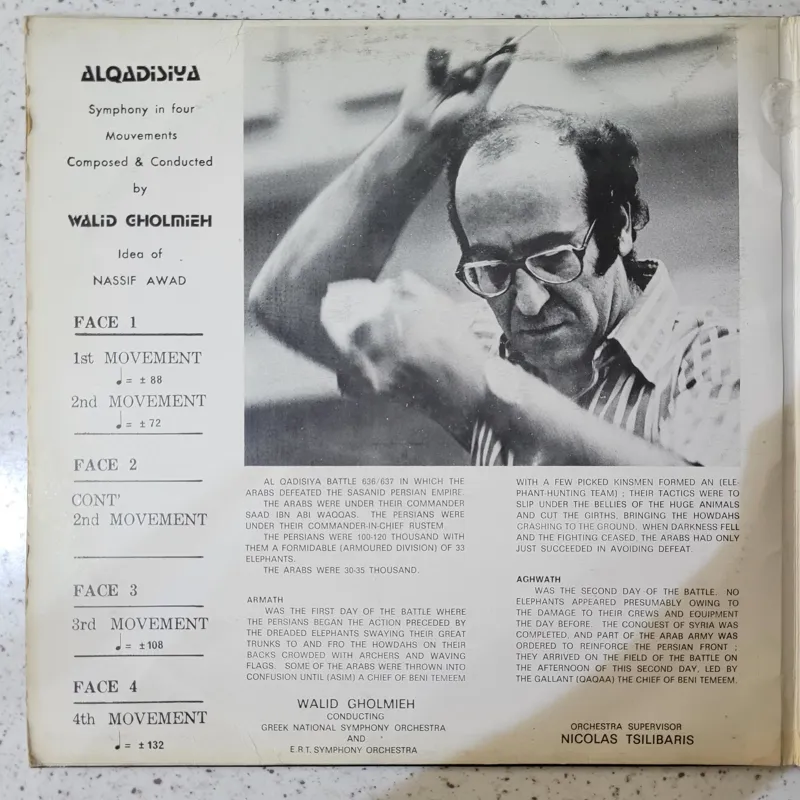 ALQADISIYA
Symphony in four
Mouvements
Composed & Conducted
by
WALID GHOLMIEH
Idea of
NASSIF AWAD
FACE 1
1st MOVEMENT
♩= ± 88
2nd MOVEMENT
♩= ± 72
FACE 2
CONT'
2nd MOVEMENT
FACE 3
3rd MOVEMENT
♩= ± 108
FACE 4
4th MOVEMENT
♩= ± 132
AL QADISIYA BATTLE 636/637 IN WHICH THE
ARABS DEFEATED THE SASANID PERSIAN EMPIRE.
THE ARABS WERE UNDER THEIR COMMANDER
SAAD IBN ABI WAQQAS. THE PERSIANS WERE
UNDER THEIR COMMANDER-IN-CHIEF RUSTEM
THE PERSIANS WERE 100-120 THOUSAND WITH
THEM A FORMIDABLE (ARMOURED DIVISION) OF 33
ELEPHANTS.
THE ARABS WERE 30-35 THOUSAND.
ARMATH
WAS THE FIRST DAY OF THE BATTLE WHERE
THE PERSIANS BEGAN THE ACTION PRECEDED BY
THE DREADED ELEPHANTS SWAYING THEIR GREAT
TRUNKS TO AND FRO THE HOWDAHS ON THEIR
BACKS CROWDED WITH ARCHERS AND WAVING
FLAGS. SOME OF THE ARABS WERE THROWN INTO
CONFUSION UNTIL (ASIM) A CHIEF OF BENI TEMEEM
WITH A FEW PICKED KINSMEN FORMED AN (ELE-
PHANT-HUNTING TEAM) ; THEIR TACTICS WERE TO
SLIP UNDER THE BELLIES OF THE HUGE ANIMALS
AND CUT THE GIRTHS, BRINGING THE HOWDAHS
CRASHING TO THE GROUND. WHEN DARKNESS FELL
AND THE FIGHTING CEASED, THE ARABS HAD ONLY
JUST SUCCEEDED IN AVOIDING DEFEAT.
AGHWATH
WAS THE SECOND DAY OF THE BATTLE. NO
ELEPHANTS APPEARED PRESUMABLY OWING TO
THE DAMAGE TO THEIR CREWS AND EQUIPMENT
THE DAY BEFORE. THE CONQUEST OF SYRIA WAS
COMPLETED, AND PART OF THE ARAB ARMY WAS
ORDERED TO REINFORCE THE PERSIAN FRONT ;
THEY ARRIVED ON THE FIELD OF THE BATTLE ON
THE AFTERNOON OF THIS SECOND DAY, LED BY
THE GALLANT (QAQAA) THE CHIEF OF BENI TEMEEM.
WALID GHOLMIEH
CONDUCTING
GREEK NATIONAL SYMPHONY ORCHESTRA
AND
E.R.T. SYMPHONY ORCHESTRA
ORCHESTRA SUPERVISOR
NICOLAS TSILIBARIS